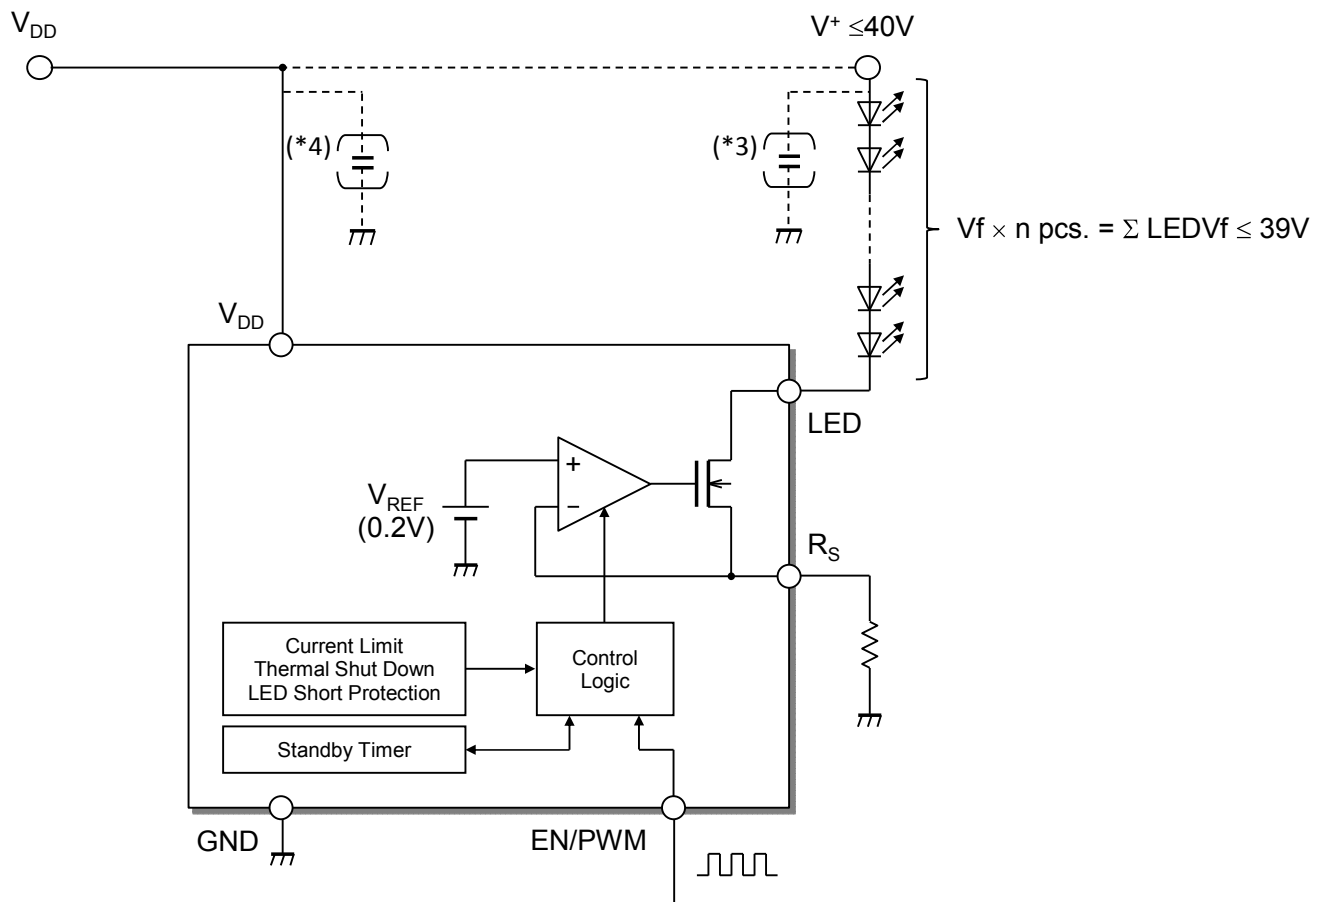 VDD
V+ ≤40V
(*4)
(*3)
Vf × n pcs. = Σ LEDVf ≤ 39V
VDD
LED
+
−
VREF
(0.2V)
RS
Current Limit
Thermal Shut Down
LED Short Protection
Control
Logic
Standby Timer
GND
EN/PWM